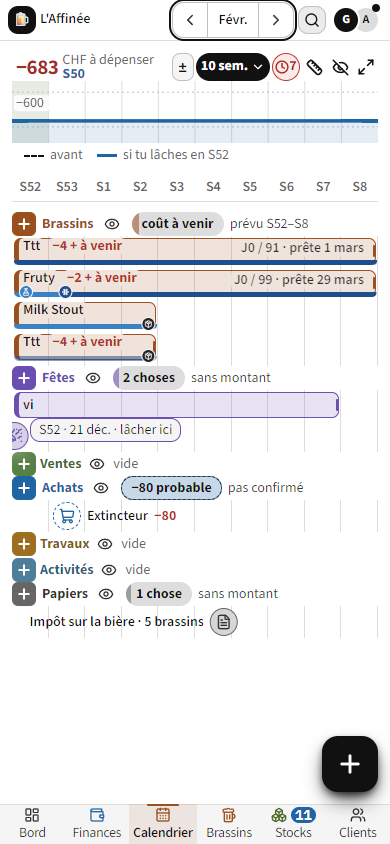 L'Affinée
Févr.
G
A
−683 CHF à dépenser
S50
±
10 sem.
7
−600
avant
si tu lâches en S52
S52 S53 S1 S2 S3 S4 S5 S6 S7 S8
Brassins coût à venir prévu S52–S8
Ttt −4 + à venir J0 / 91 · prête 1 mars
Fruty −2 + à venir J0 / 99 · prête 29 mars
Milk Stout
Ttt −4 + à venir
Fêtes 2 choses sans montant
vi
S52 · 21 déc. · lâcher ici
Ventes vide
Achats −80 probable pas confirmé
Extincteur −80
Travaux vide
Activités vide
Papiers 1 chose sans montant
Impôt sur la bière · 5 brassins
11
Bord Finances Calendrier Brassins Stocks Clients